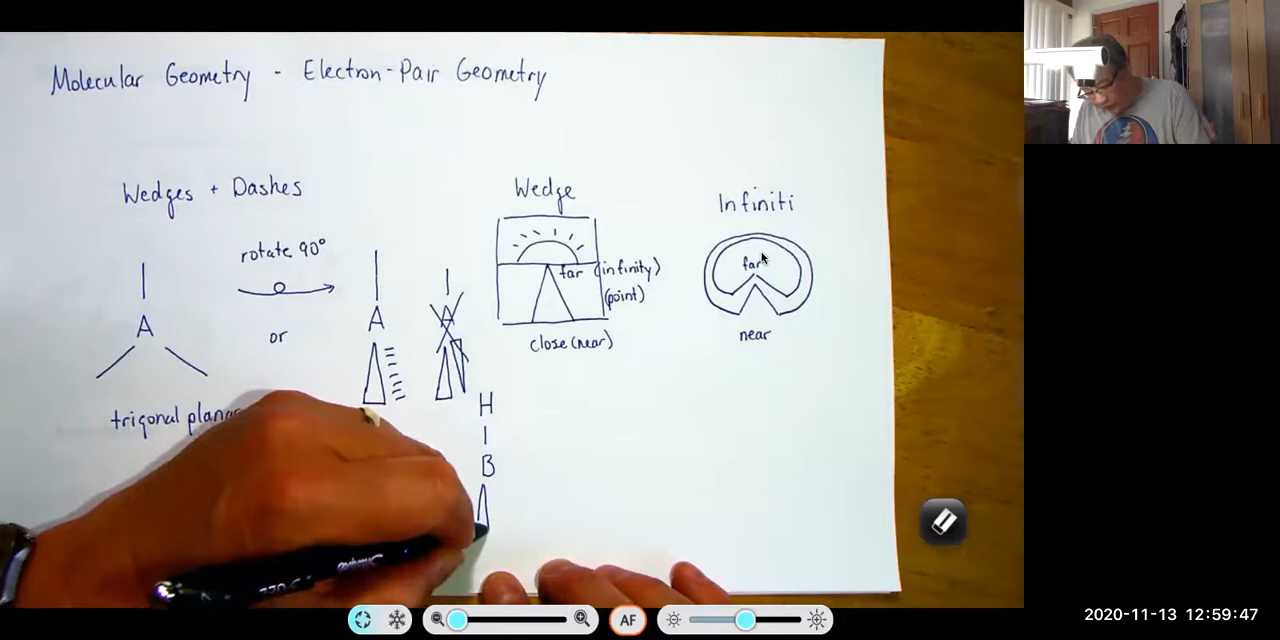 Molecular Geometry - Electron-Pair Geometry
Wedges + Dashes
Wedge
Infiniti
rotate 90°
far (infinity)
(point)
far
A
or
A
A
close (near)
near
trigonal planar
H
B
AF
2020-11-13 12:59:47